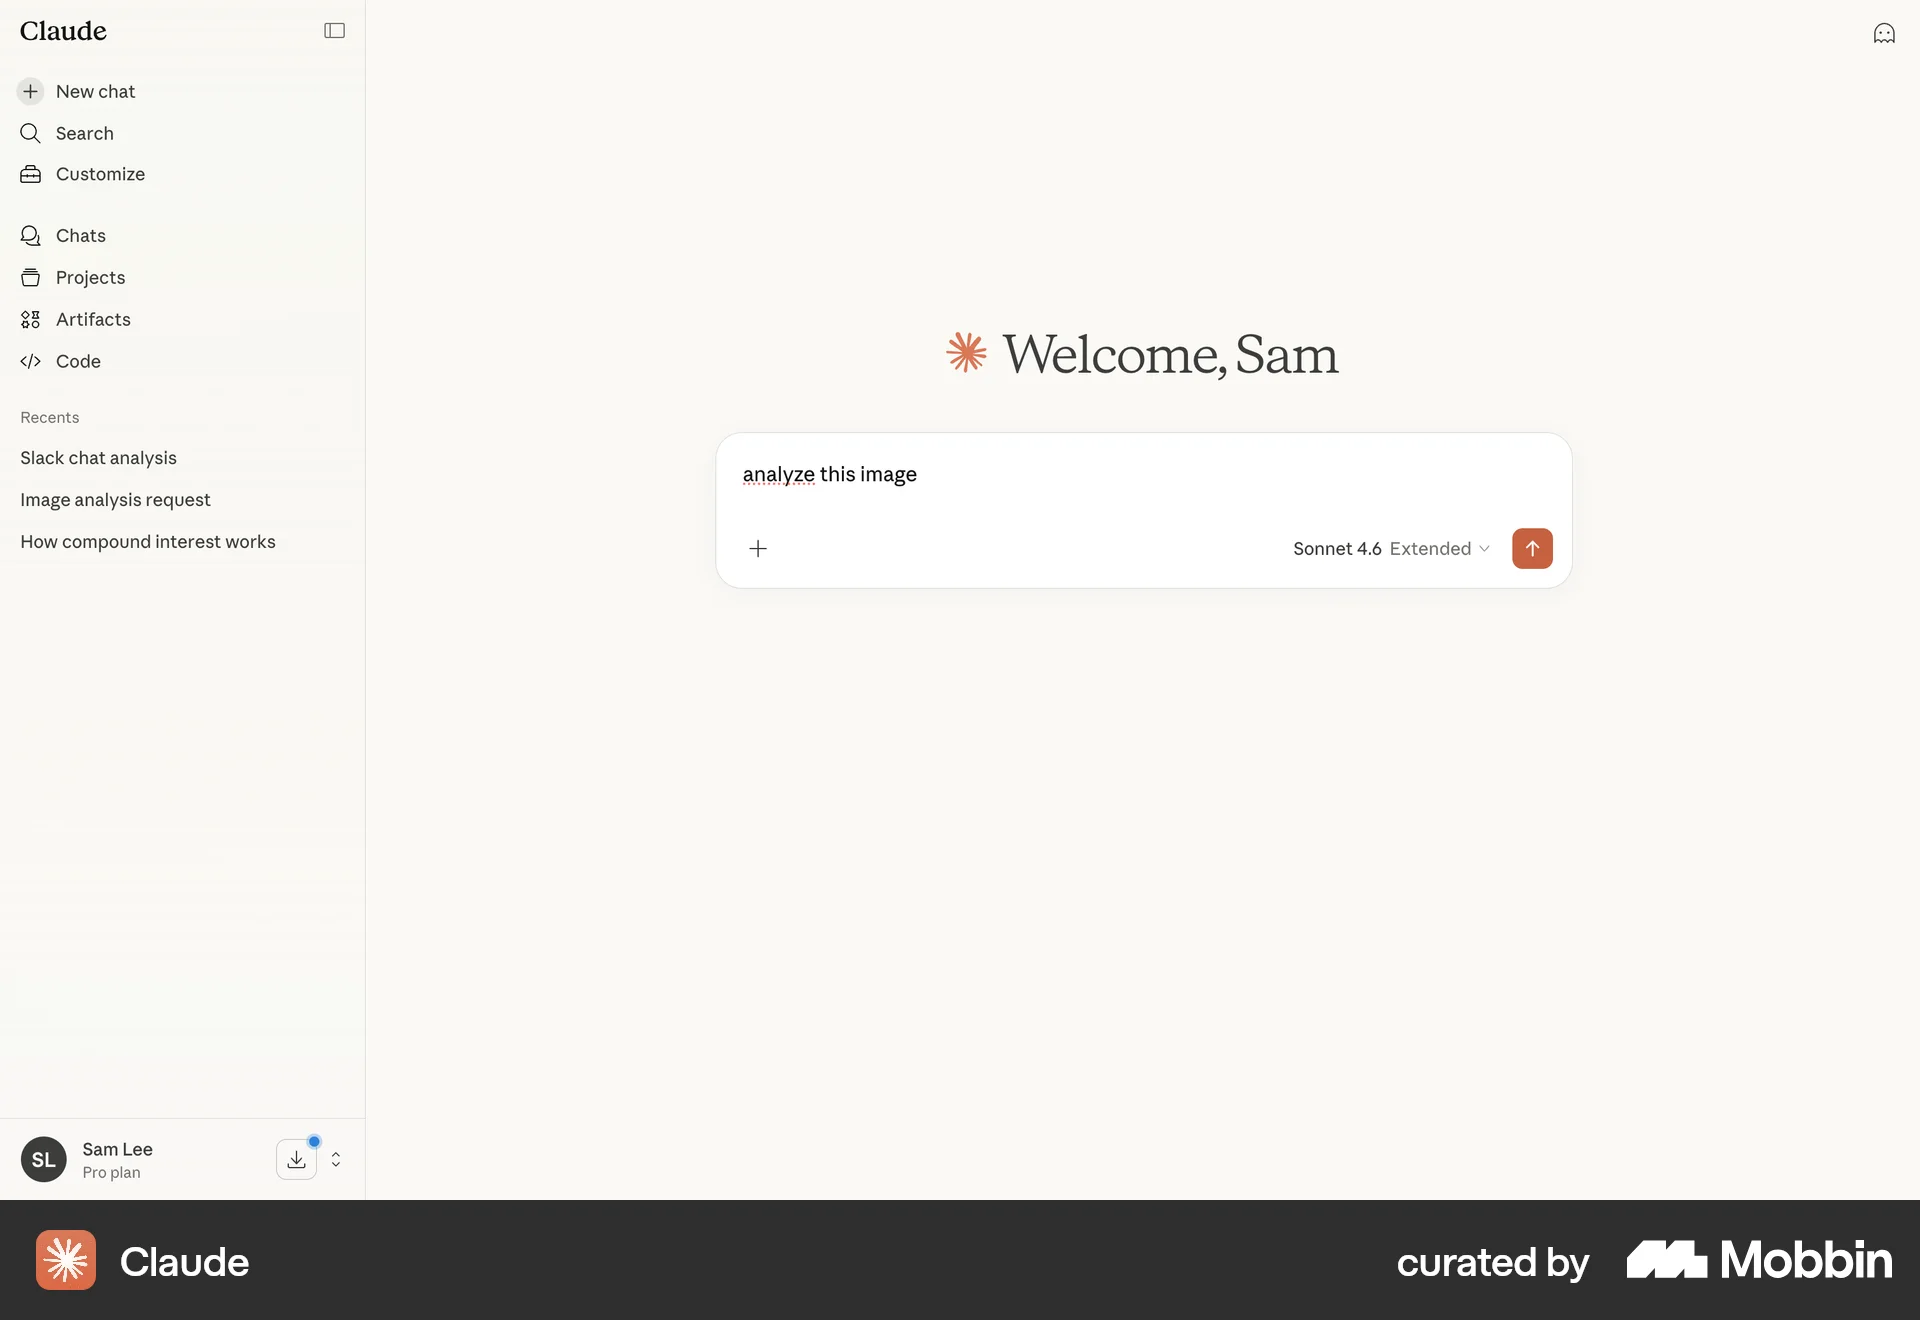 Claude
New chat
Search
Customize
Chats
Projects
Artifacts
Code
Recents
Slack chat analysis
Image analysis request
How compound interest works
Welcome, Sam
analyze this image
Sonnet 4.6 Extended
SL
Sam Lee
Pro plan
Claude
curated by Mobbin